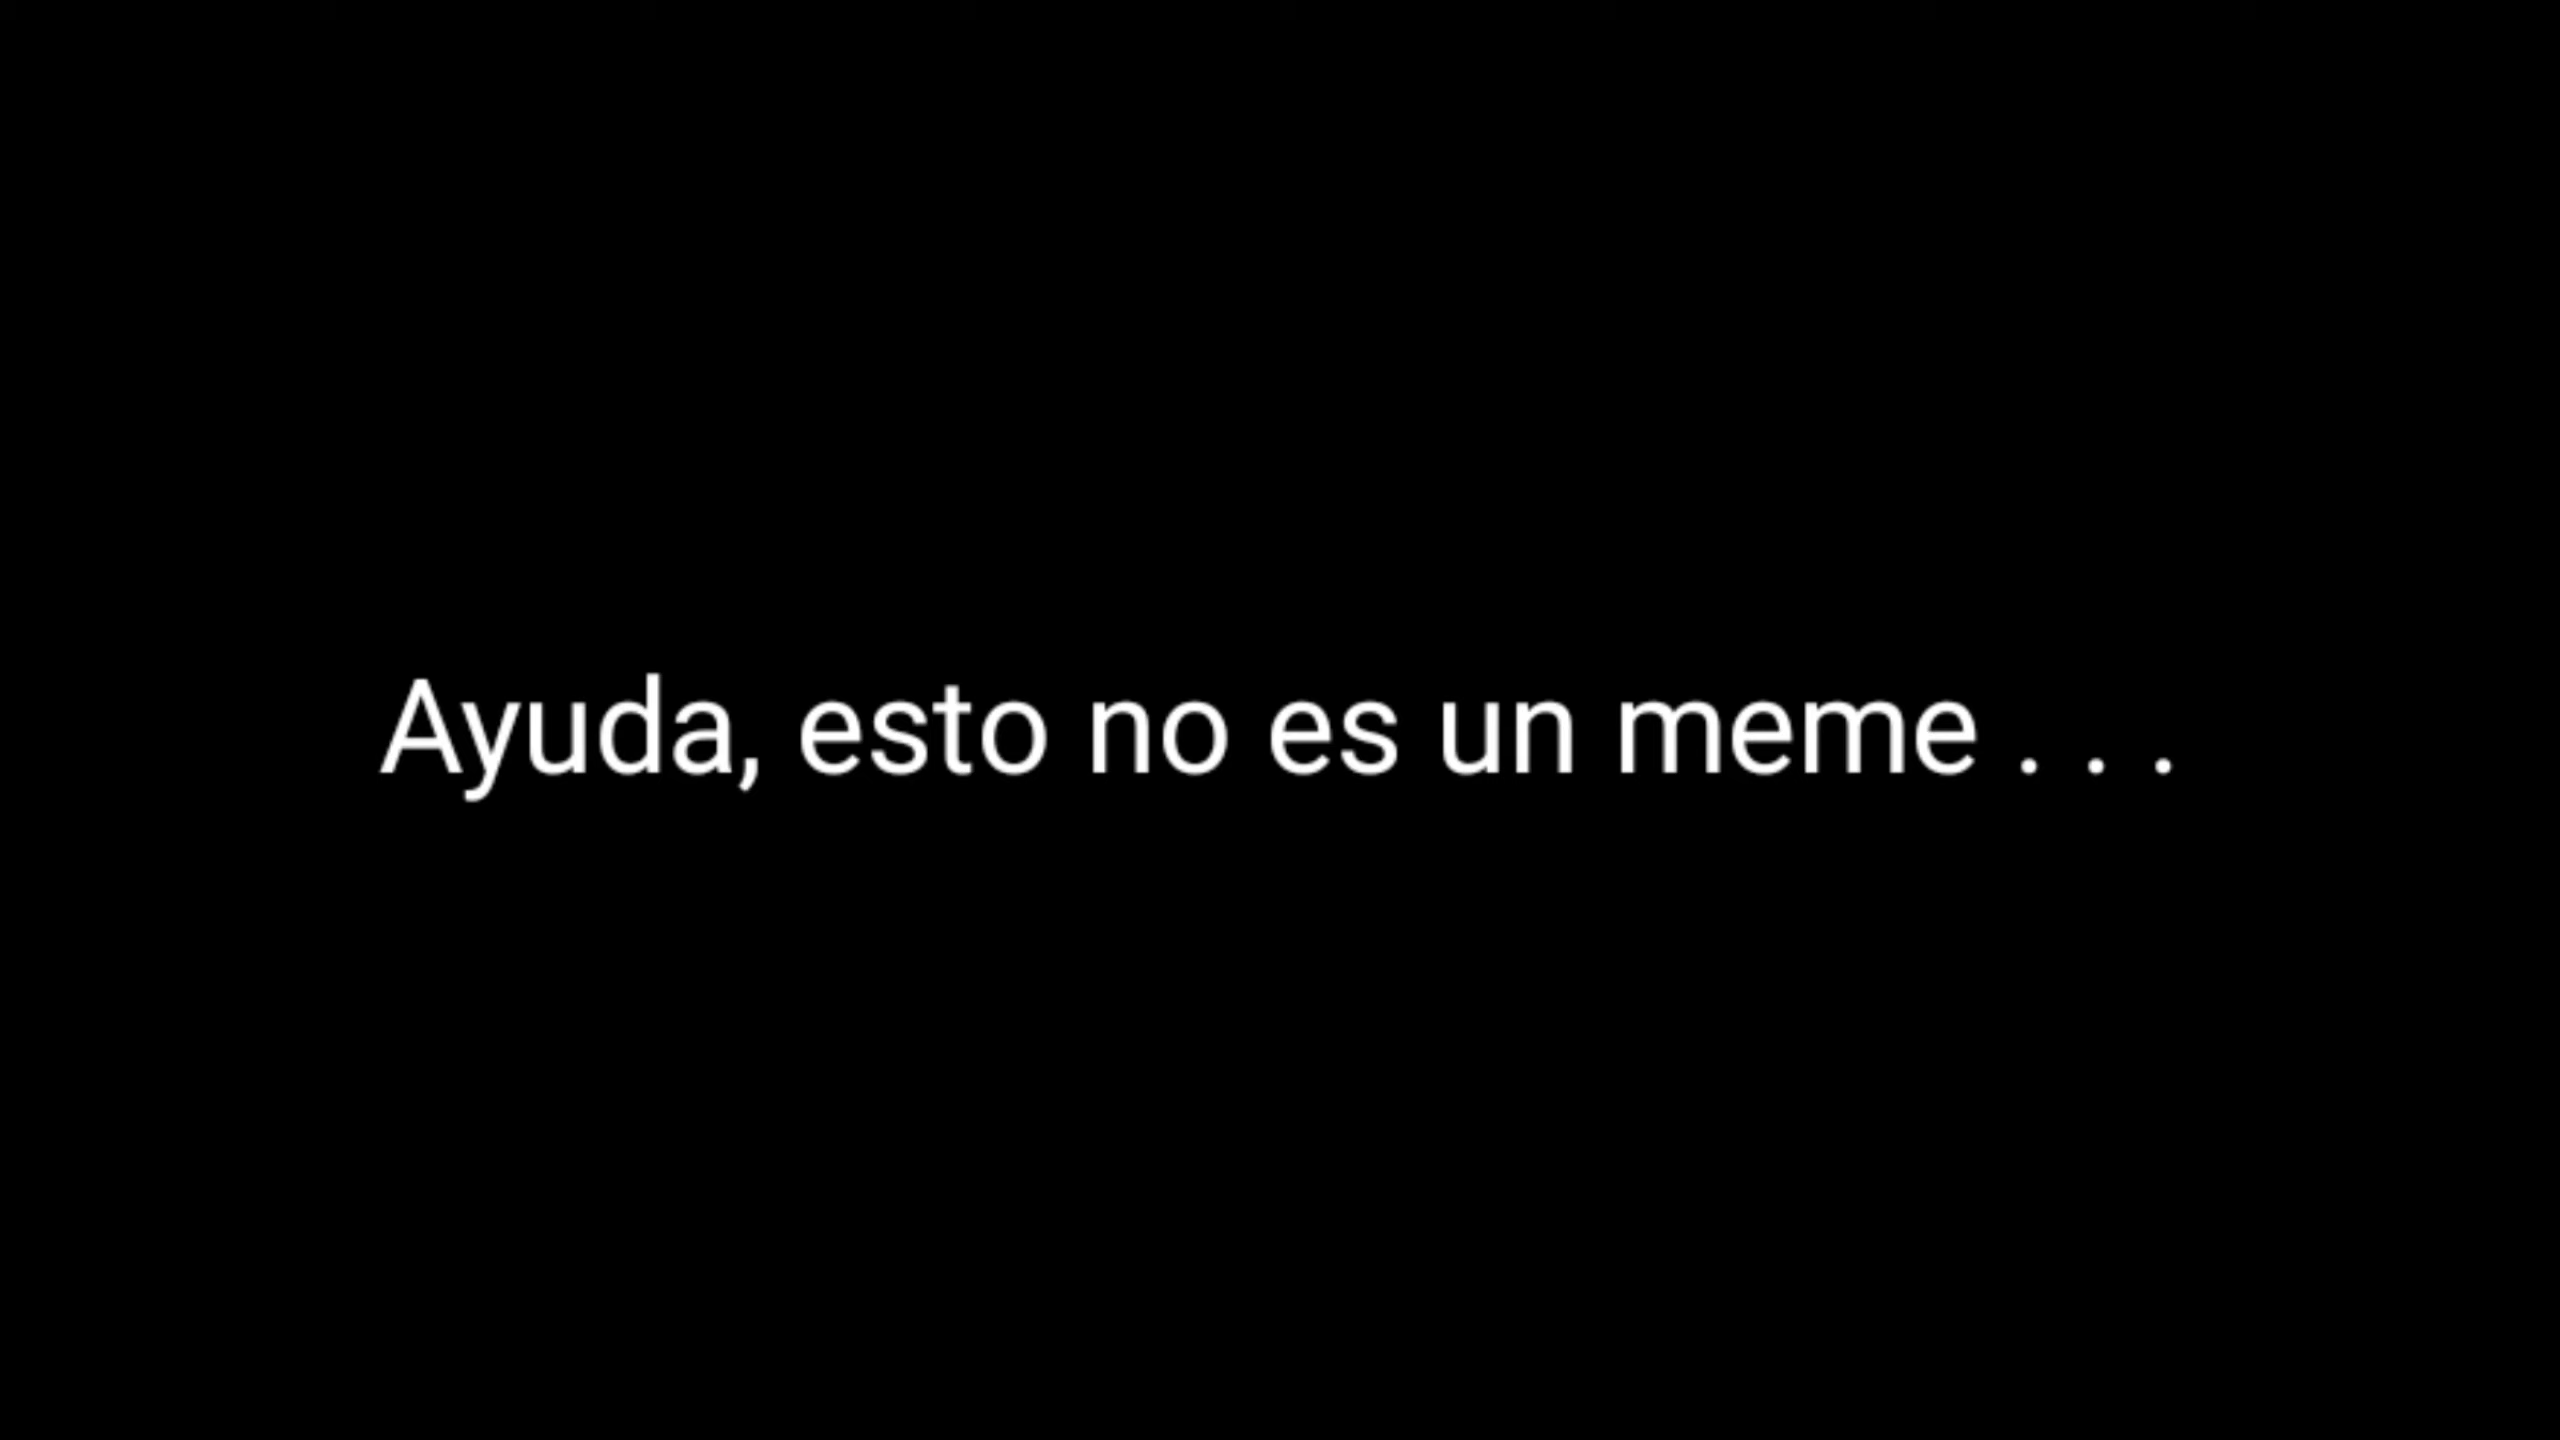 Ayuda, esto no es un meme . . .